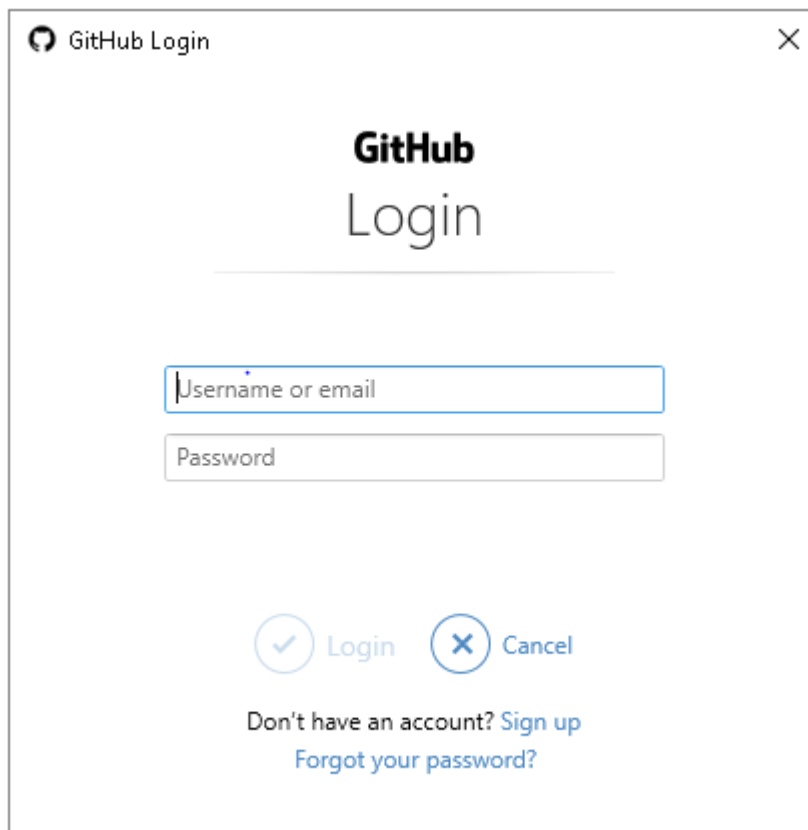 GitHub Login
GitHub
Login
Username or email
Password
Login Cancel
Don't have an account? Sign up
Forgot your password?